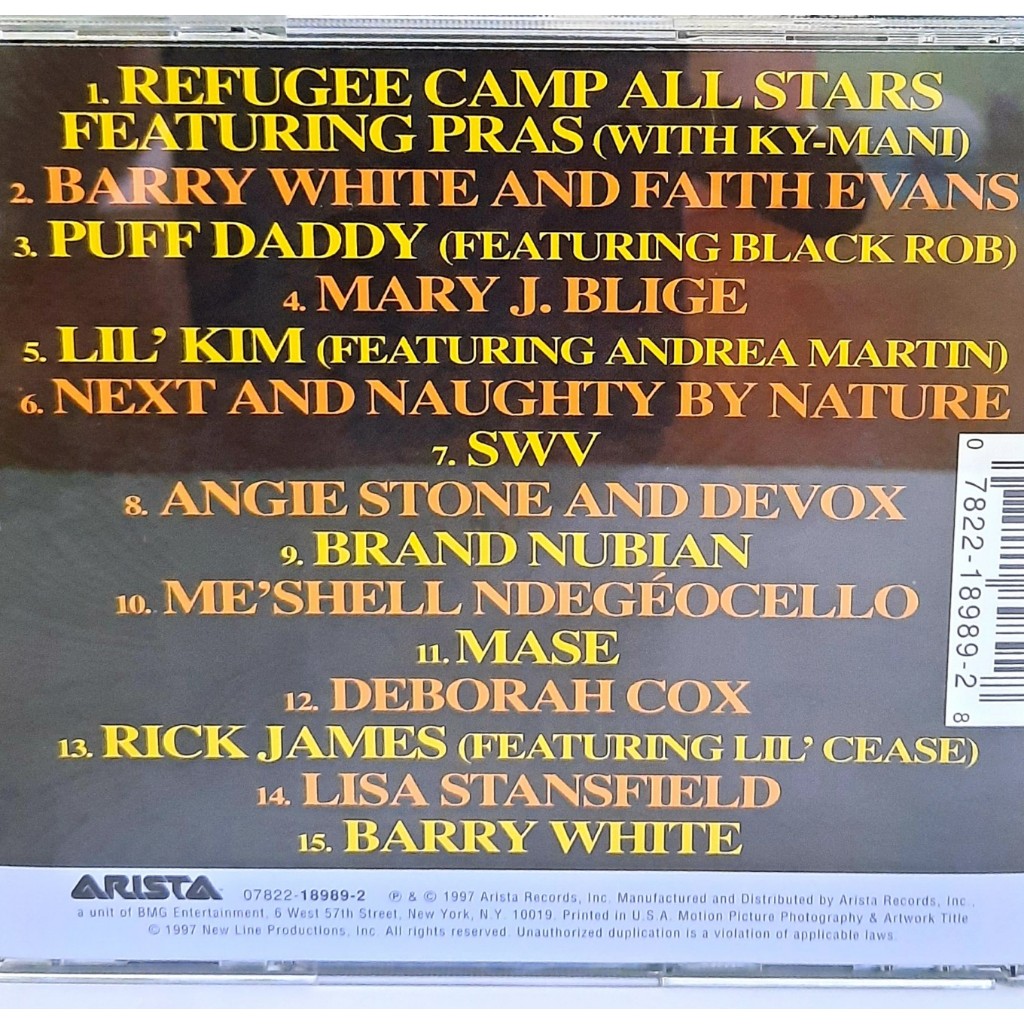 1. REFUGEE CAMP ALL STARS
FEATURING PRAS (WITH KY-MANI)
2. BARRY WHITE AND FAITH EVANS
3. PUFF DADDY (FEATURING BLACK ROB)
4. MARY J. BLIGE
5. LIL' KIM (FEATURING ANDREA MARTIN)
6. NEXT AND NAUGHTY BY NATURE
7. SWV
8. ANGIE STONE AND DEVOX
9. BRAND NUBIAN
10. ME'SHELL NDEGÉOCELLO
11. MASE
12. DEBORAH COX
13. RICK JAMES (FEATURING LIL' CEASE)
14. LISA STANSFIELD
15. BARRY WHITE
0 7822-18989-2 8
ARISTA 07822-18989-2 ℗ & © 1997 Arista Records, Inc. Manufactured and Distributed by Arista Records, Inc.,
a unit of BMG Entertainment, 6 West 57th Street, New York, N.Y. 10019. Printed in U.S.A. Motion Picture Photography & Artwork Title
© 1997 New Line Productions, Inc. All rights reserved. Unauthorized duplication is a violation of applicable laws.